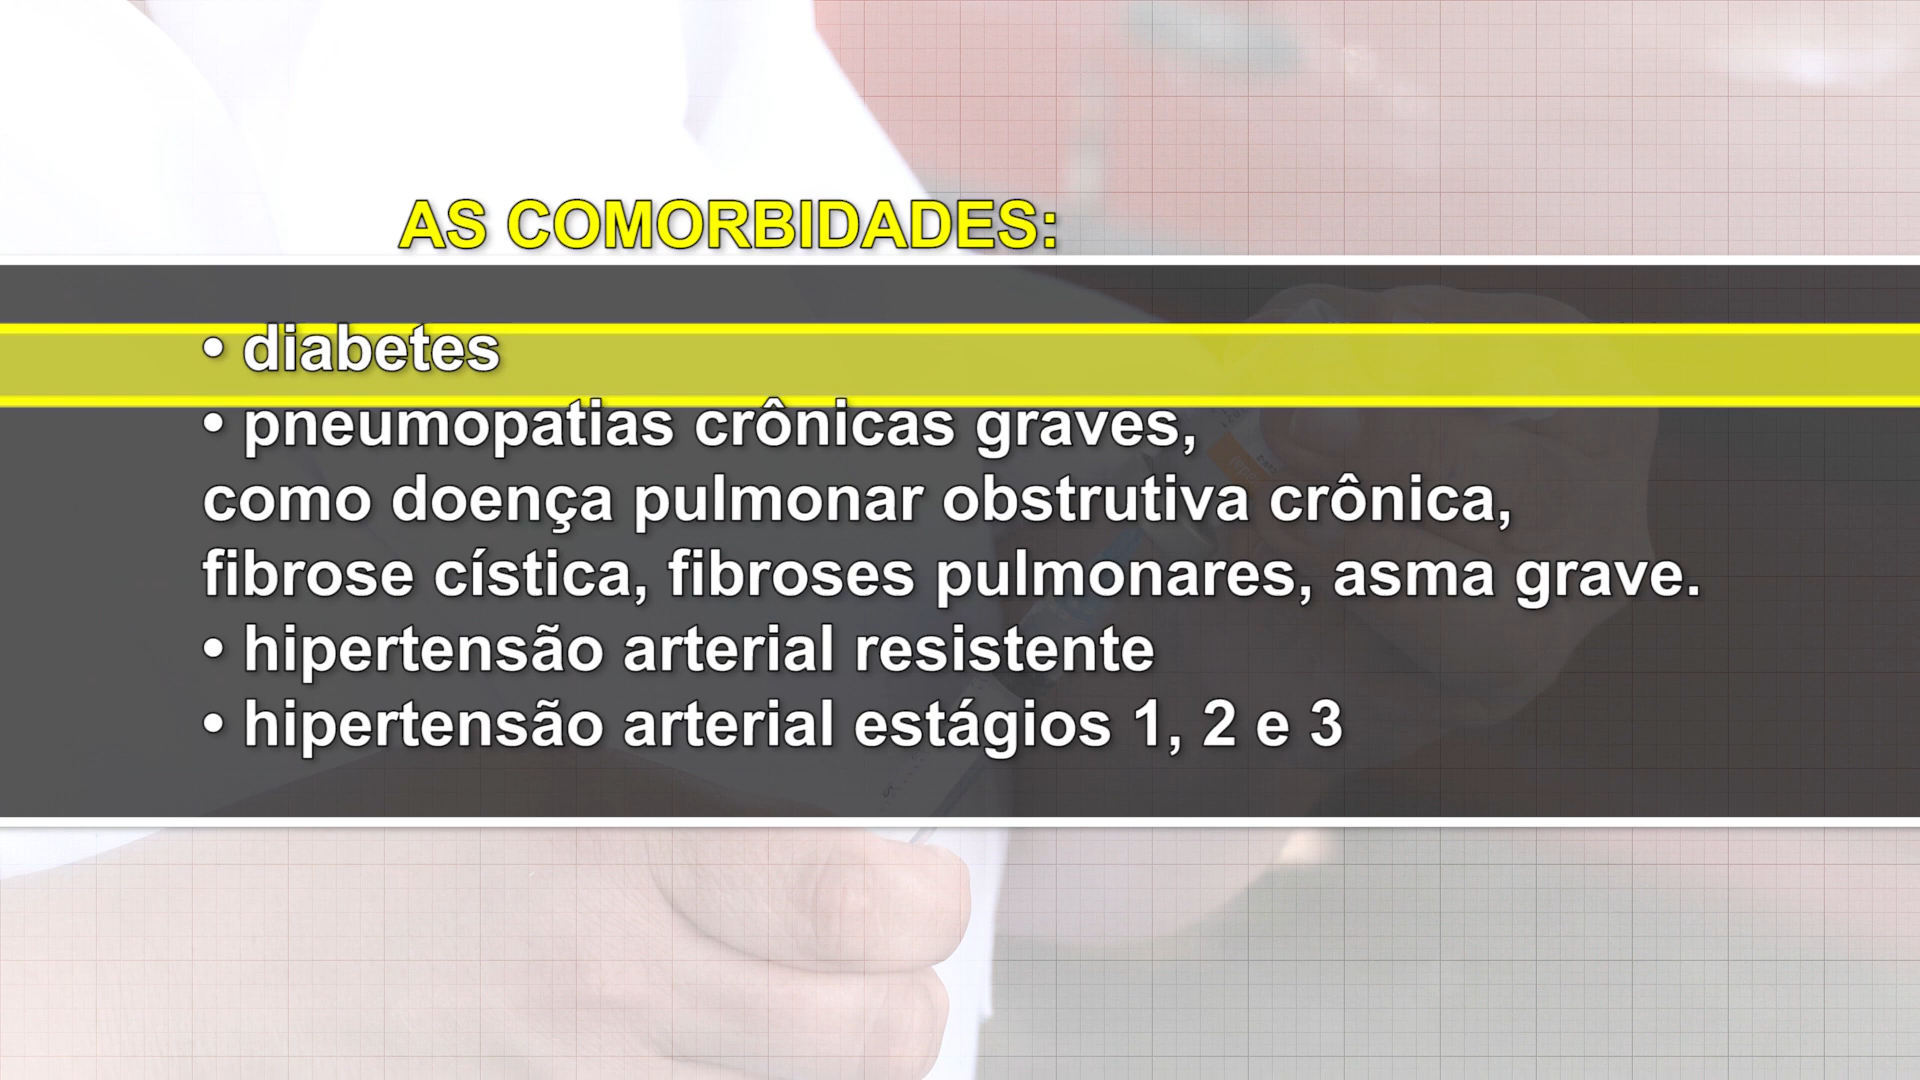 AS COMORBIDADES:
• diabetes
• pneumopatias crônicas graves,
como doença pulmonar obstrutiva crônica,
fibrose cística, fibroses pulmonares, asma grave.
• hipertensão arterial resistente
• hipertensão arterial estágios 1, 2 e 3